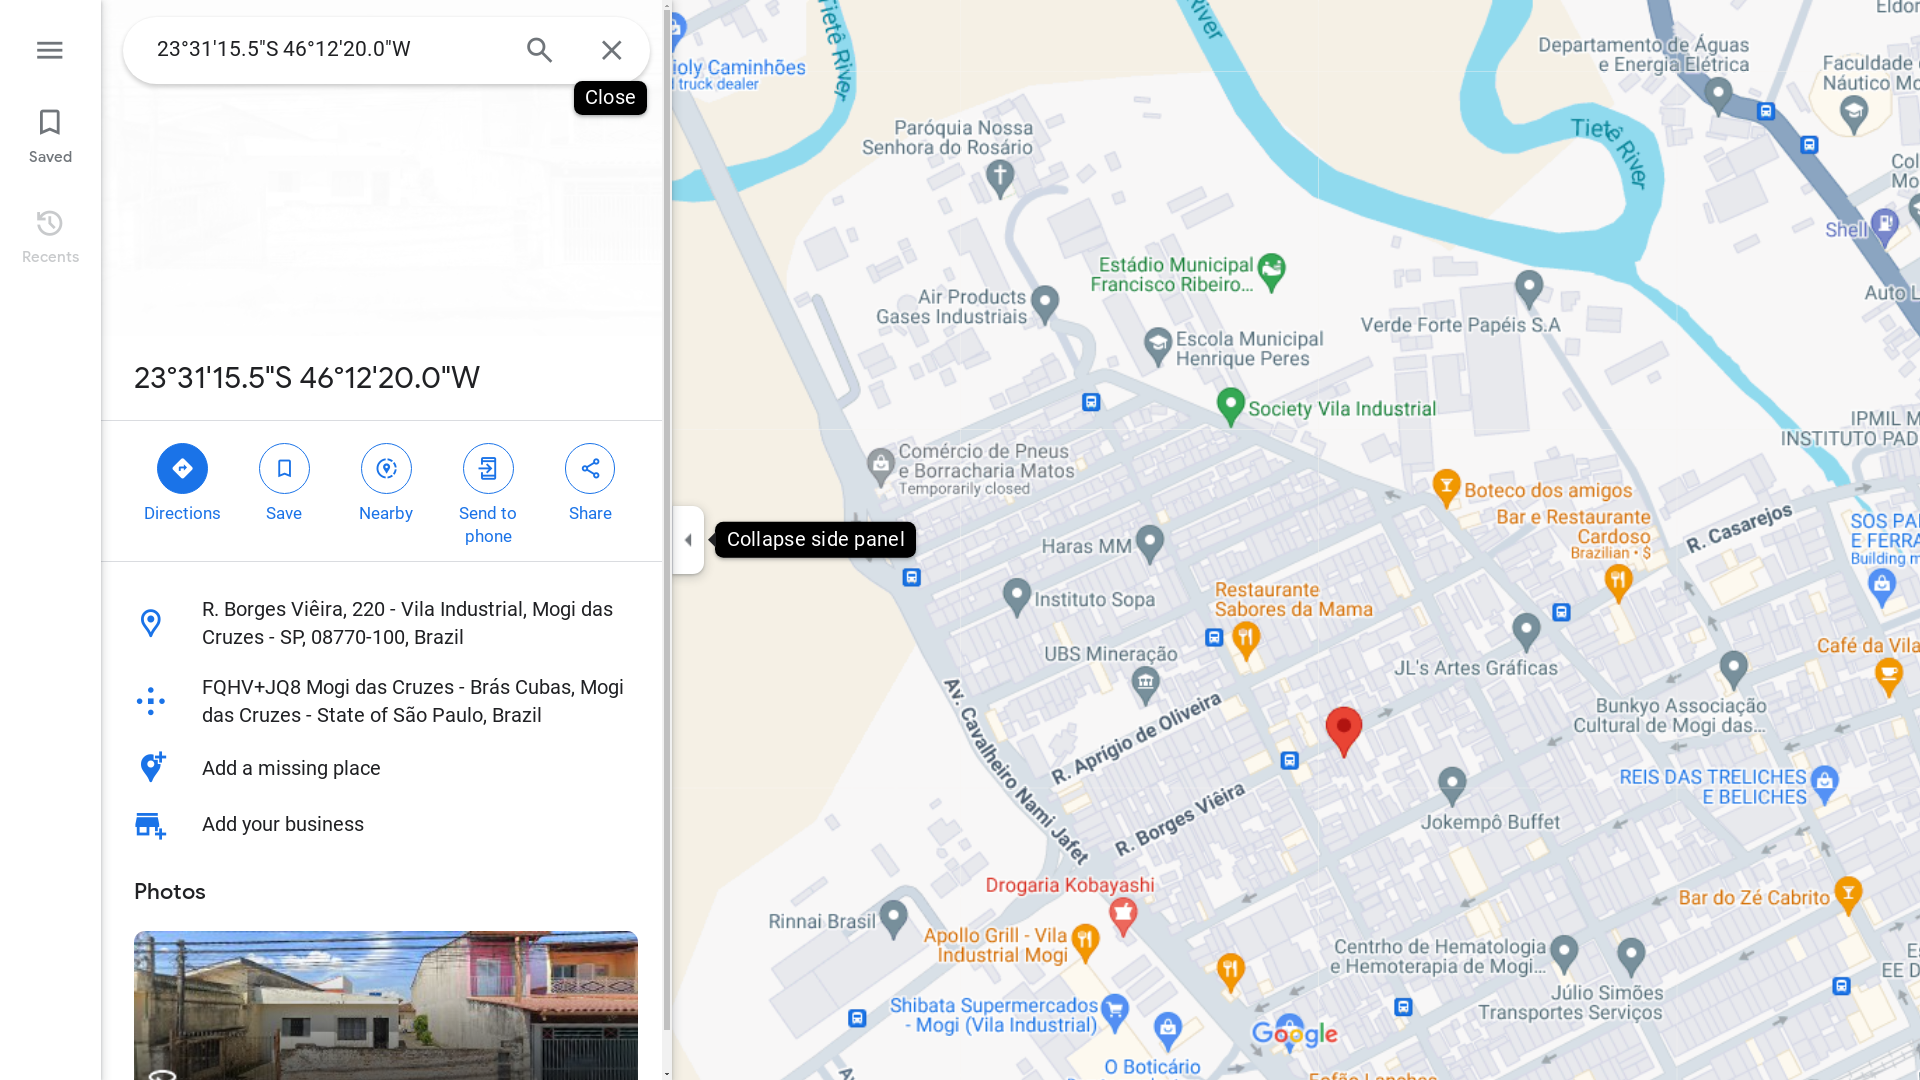 23°31'15.5"S 46°12'20.0"W
Close
Saved
Recents
23°31'15.5"S 46°12'20.0"W
Directions
Save
Nearby
Send to
phone
Share
R. Borges Viêira, 220 - Vila Industrial, Mogi das
Cruzes - SP, 08770-100, Brazil
FQHV+JQ8 Mogi das Cruzes - Brás Cubas, Mogi
das Cruzes - State of São Paulo, Brazil
Add a missing place
Add your business
Photos
Collapse side panel
Tietê River
River
ioly Caminhões
l truck dealer
Departamento de Águas
e Energia Elétrica
Eldor
Faculdade
Náutico Mo
Paróquia Nossa
Senhora do Rosário
Tietê River
Col
Mo
Shell
Estádio Municipal
Francisco Ribeiro...
Air Products
Gases Industriais
Auto L
Verde Forte Papéis S.A
Escola Municipal
Henrique Peres
Society Vila Industrial
IPMIL M
INSTITUTO PAD
Comércio de Pneus
e Borracharia Matos
Temporarily closed
Boteco dos amigos
Bar e Restaurante
Cardoso
Brazilian • $
R. Casarejos
SOS PA
E FERRA
Building m
Haras MM
Instituto Sopa
Restaurante
Sabores da Mama
UBS Mineração
JL's Artes Gráficas
Café da Vila
Av. Cavalheiro Nami Jafet
R. Aprígio de Oliveira
Bunkyo Associação
Cultural de Mogi das...
R. Borges Viêira
REIS DAS TRELICHES
E BELICHES
Jokempô Buffet
Drogaria Kobayashi
Bar do Zé Cabrito
Rinnai Brasil
Apollo Grill - Vila
Industrial Mogi
Centrho de Hematologia
e Hemoterapia de Mogi...
Es
EE D
Júlio Simões
Transportes Serviços
Shibata Supermercados
- Mogi (Vila Industrial)
Google
O Boticário
Fofão Lanches
Av